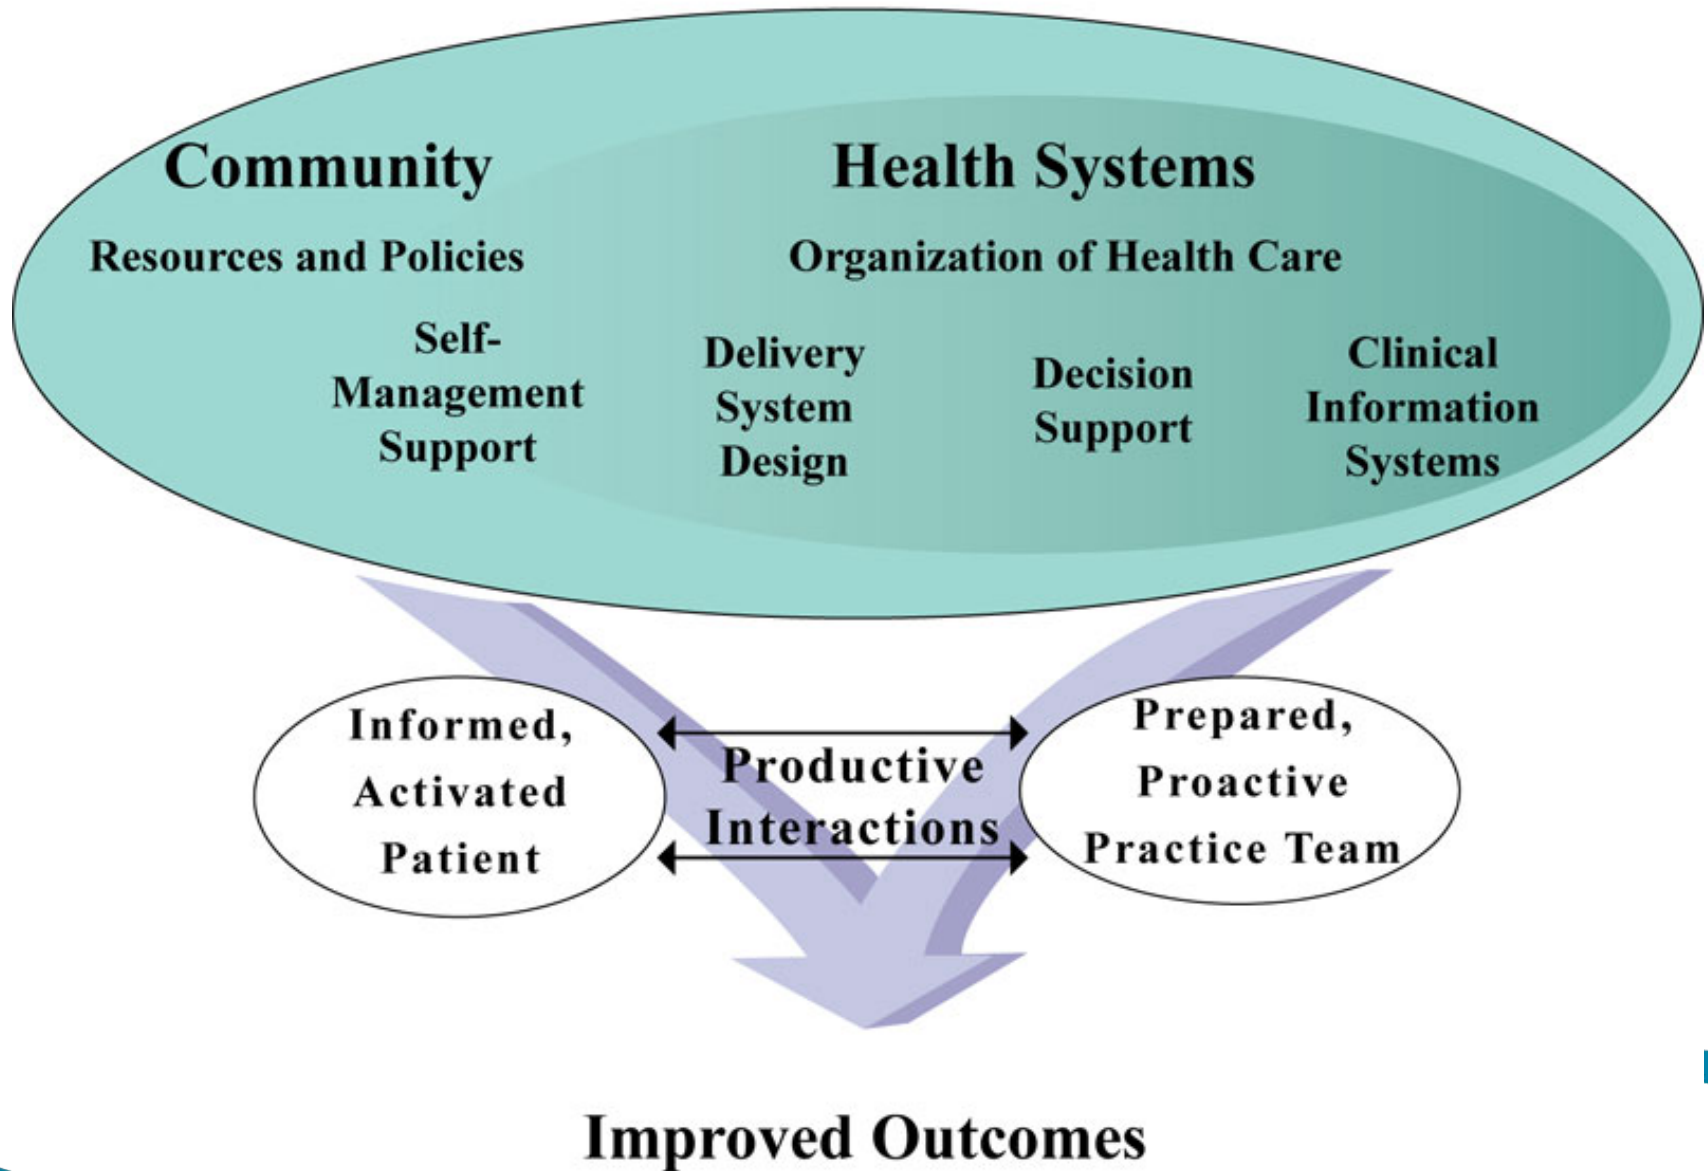 Community
Health Systems
Resources and Policies
Organization of Health Care
Self-
Management
Support
Delivery
System
Design
Decision
Support
Clinical
Information
Systems
Informed,
Activated
Patient
Productive
Interactions
Prepared,
Proactive
Practice Team
Improved Outcomes